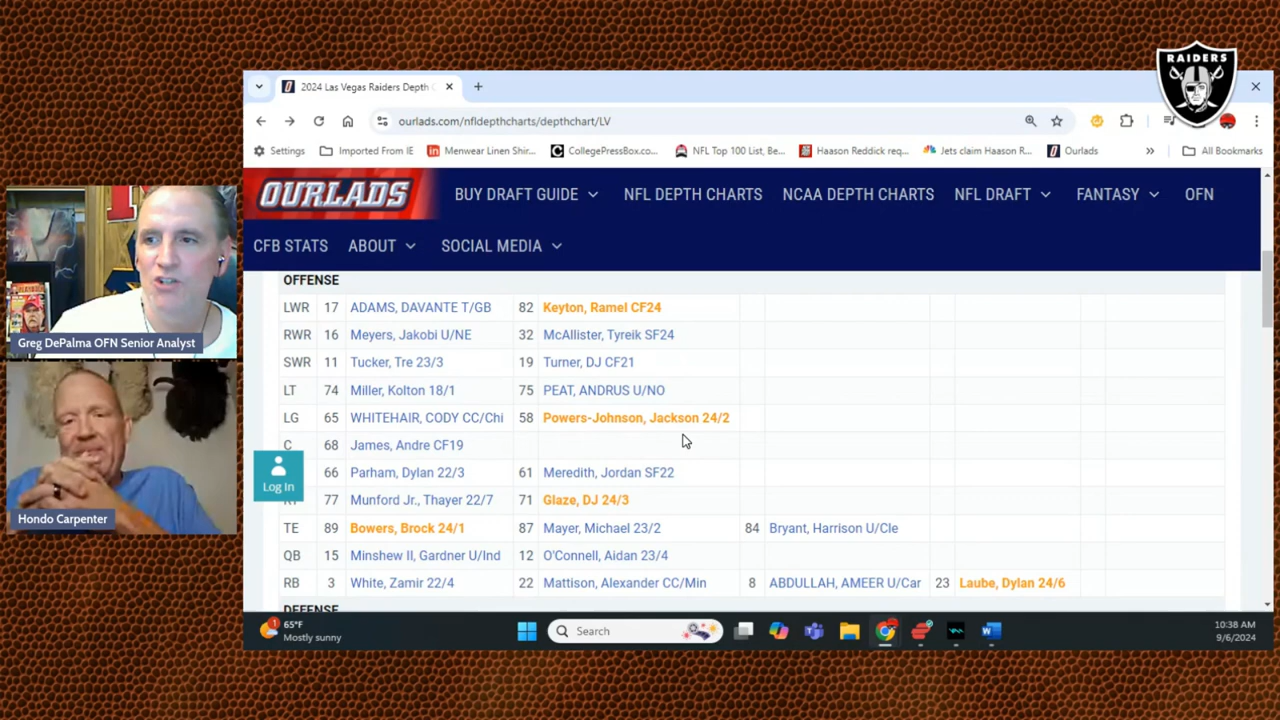 RAIDERS
2024 Las Vegas Raiders Depth C
ourlads.com/nfldepthcharts/depthchart/LV
Settings Imported From IE Menwear Linen Shir... CollegePressBox.co... NFL Top 100 List, Be... Haason Reddick req... Jets claim Haason R... Ourlads » All Bookmarks
OURLADS BUY DRAFT GUIDE NFL DEPTH CHARTS NCAA DEPTH CHARTS NFL DRAFT FANTASY OFN
CFB STATS ABOUT SOCIAL MEDIA
OFFENSE
LWR 17 ADAMS, DAVANTE T/GB 82 Keyton, Ramel CF24
RWR 16 Meyers, Jakobi U/NE 32 McAllister, Tyreik SF24
SWR 11 Tucker, Tre 23/3 19 Turner, DJ CF21
LT 74 Miller, Kolton 18/1 75 PEAT, ANDRUS U/NO
LG 65 WHITEHAIR, CODY CC/Chi 58 Powers-Johnson, Jackson 24/2
C 68 James, Andre CF19
66 Parham, Dylan 22/3 61 Meredith, Jordan SF22
77 Munford Jr., Thayer 22/7 71 Glaze, DJ 24/3
TE 89 Bowers, Brock 24/1 87 Mayer, Michael 23/2 84 Bryant, Harrison U/Cle
QB 15 Minshew II, Gardner U/Ind 12 O'Connell, Aidan 23/4
RB 3 White, Zamir 22/4 22 Mattison, Alexander CC/Min 8 ABDULLAH, AMEER U/Car 23 Laube, Dylan 24/6
DEFENSE
Log In
Greg DePalma OFN Senior Analyst
Hondo Carpenter
1
65°F
Mostly sunny
Search
10:38 AM
9/6/2024